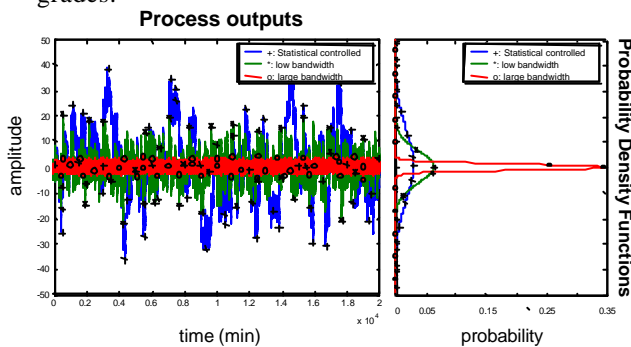 grades.
Process outputs
50
40
30
20
10
0
-10
-20
-30
-40
-50
amplitude
+: Statistical controlled
*: low bandwidth
o: large bandwidth
0 0.2 0.4 0.6 0.8 1 1.2 1.4 1.6 1.8 20
x 10^4
time (min)
+: Statistical controlled
*: low bandwidth
o: large bandwidth
0 0.05 0.15 0.25 0.35
probability
Probability Density Functions